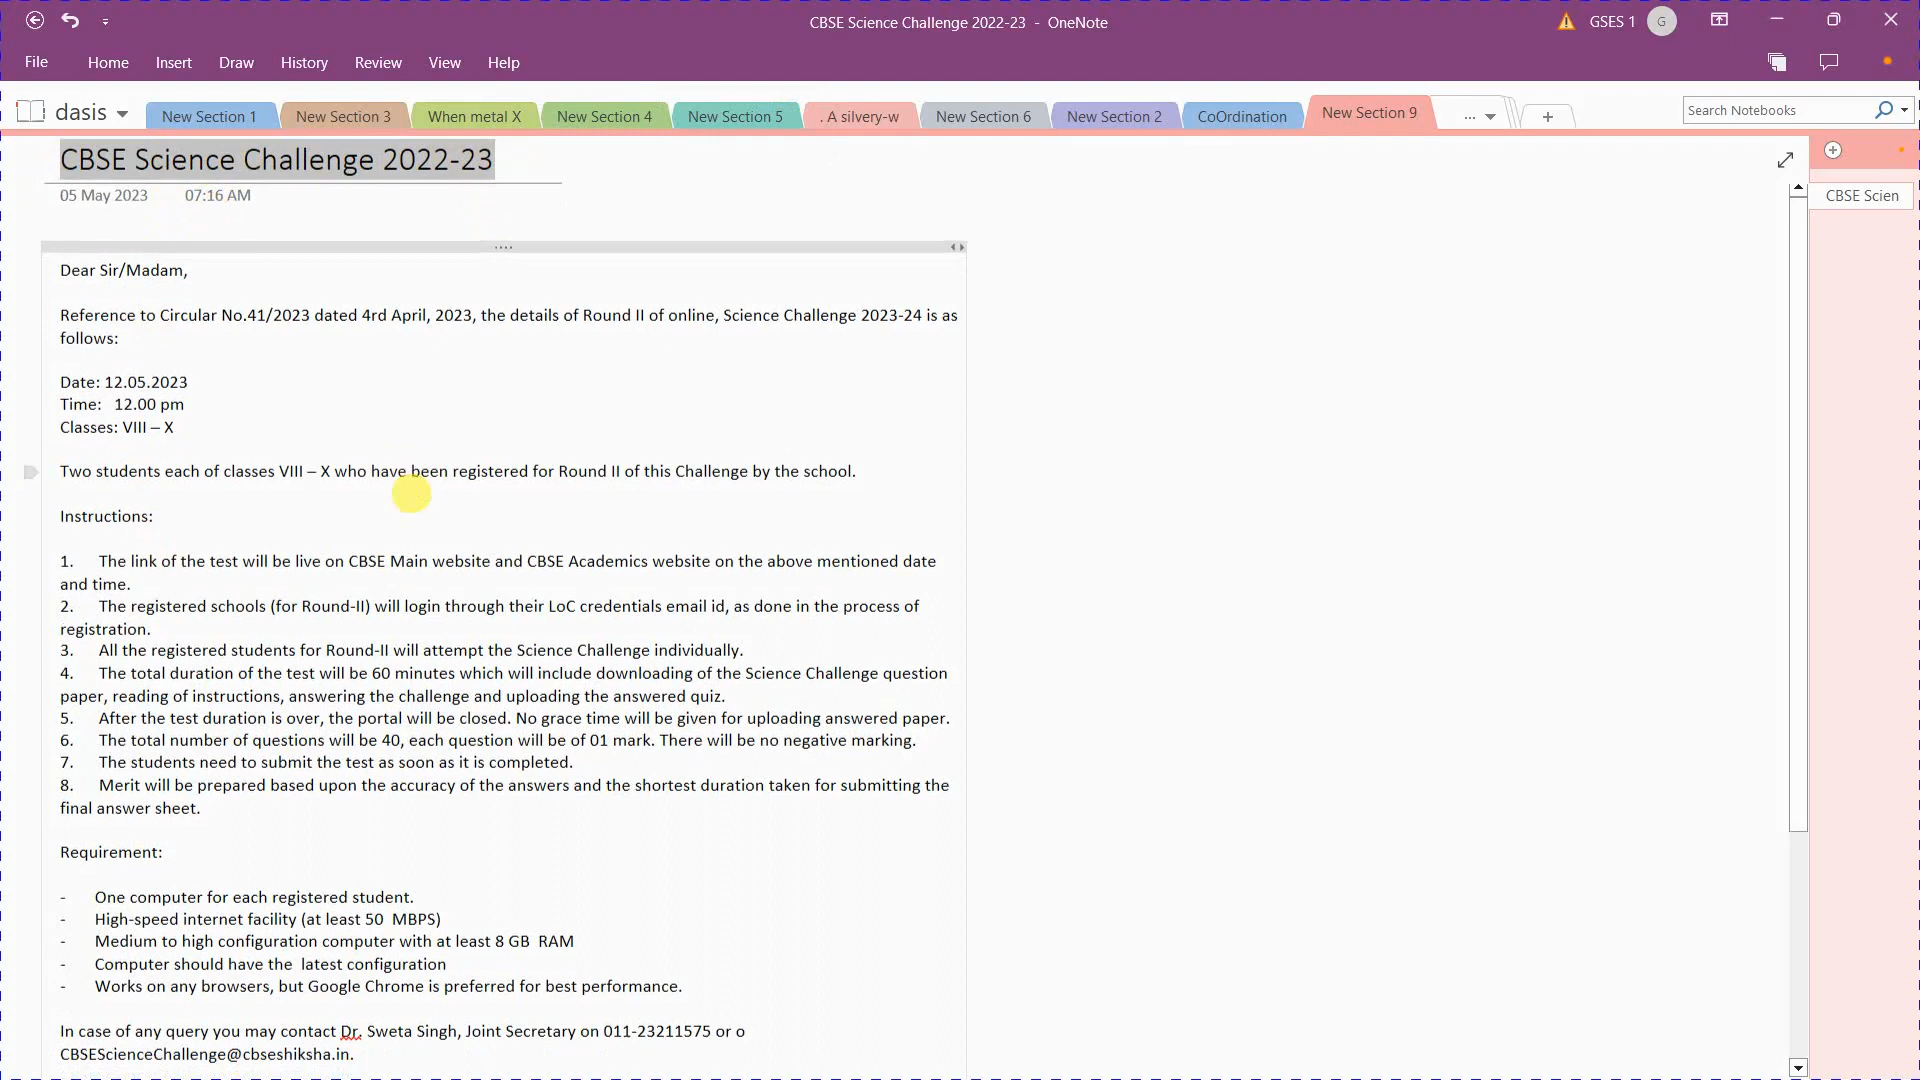 CBSE Science Challenge 2022-23 - OneNote
GSES 1
G
File Home Insert Draw History Review View Help
dasis
New Section 1 New Section 3 When metal X New Section 4 New Section 5 . A silvery-w New Section 6 New Section 2 CoOrdination New Section 9 ... +
Search Notebooks
CBSE Science Challenge 2022-23
05 May 2023 07:16 AM
CBSE Scien
Dear Sir/Madam,
Reference to Circular No.41/2023 dated 4rd April, 2023, the details of Round II of online, Science Challenge 2023-24 is as
follows:
Date: 12.05.2023
Time: 12.00 pm
Classes: VIII – X
Two students each of classes VIII – X who have been registered for Round II of this Challenge by the school.
Instructions:
1. The link of the test will be live on CBSE Main website and CBSE Academics website on the above mentioned date
and time.
2. The registered schools (for Round-II) will login through their LoC credentials email id, as done in the process of
registration.
3. All the registered students for Round-II will attempt the Science Challenge individually.
4. The total duration of the test will be 60 minutes which will include downloading of the Science Challenge question
paper, reading of instructions, answering the challenge and uploading the answered quiz.
5. After the test duration is over, the portal will be closed. No grace time will be given for uploading answered paper.
6. The total number of questions will be 40, each question will be of 01 mark. There will be no negative marking.
7. The students need to submit the test as soon as it is completed.
8. Merit will be prepared based upon the accuracy of the answers and the shortest duration taken for submitting the
final answer sheet.
Requirement:
- One computer for each registered student.
- High-speed internet facility (at least 50 MBPS)
- Medium to high configuration computer with at least 8 GB RAM
- Computer should have the latest configuration
- Works on any browsers, but Google Chrome is preferred for best performance.
In case of any query you may contact Dr. Sweta Singh, Joint Secretary on 011-23211575 or o
CBSEScienceChallenge@cbseshiksha.in.